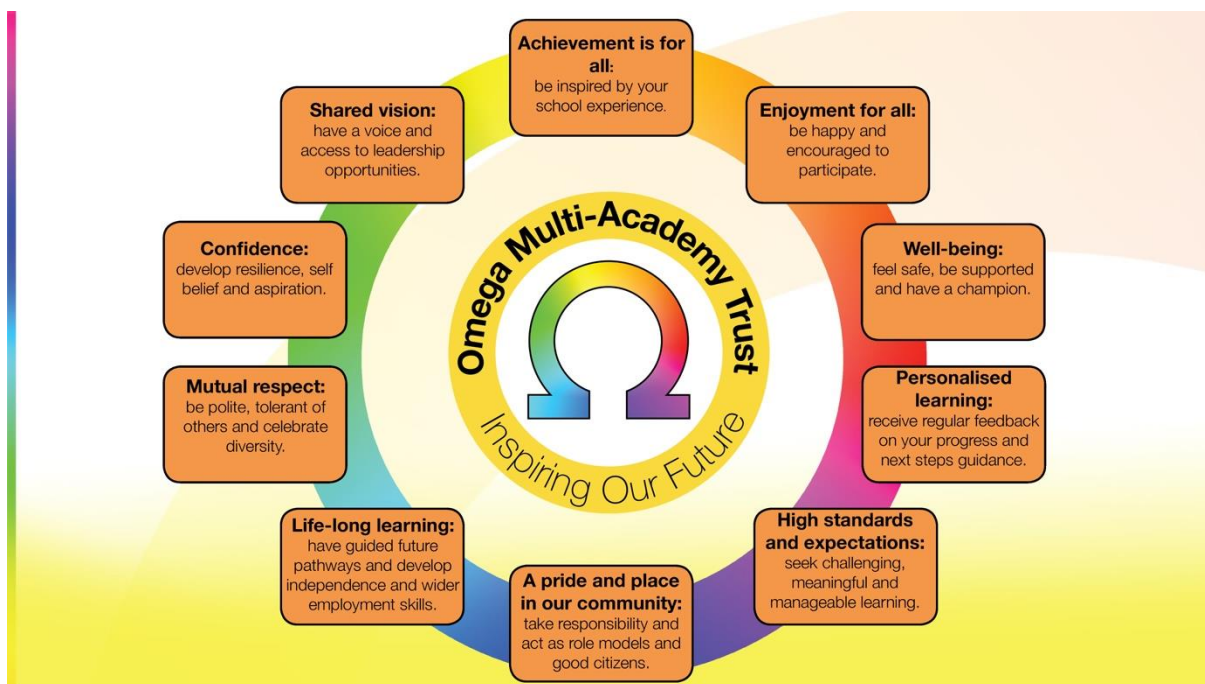 Achievement is for
all:
be inspired by your
school experience.
Enjoyment for all:
be happy and
encouraged to
participate.
Well-being:
feel safe, be supported
and have a champion.
Personalised
learning:
receive regular feedback
on your progress and
next steps guidance.
High standards
and expectations:
seek challenging,
meaningful and
manageable learning.
A pride and place
in our community:
take responsibility and
act as role models and
good citizens.
Life-long learning:
have guided future
pathways and develop
independence and wider
employment skills.
Mutual respect:
be polite, tolerant of
others and celebrate
diversity.
Confidence:
develop resilience, self
belief and aspiration.
Shared vision:
have a voice and
access to leadership
opportunities.
Omega Multi-Academy Trust
Ω
Inspiring Our Future